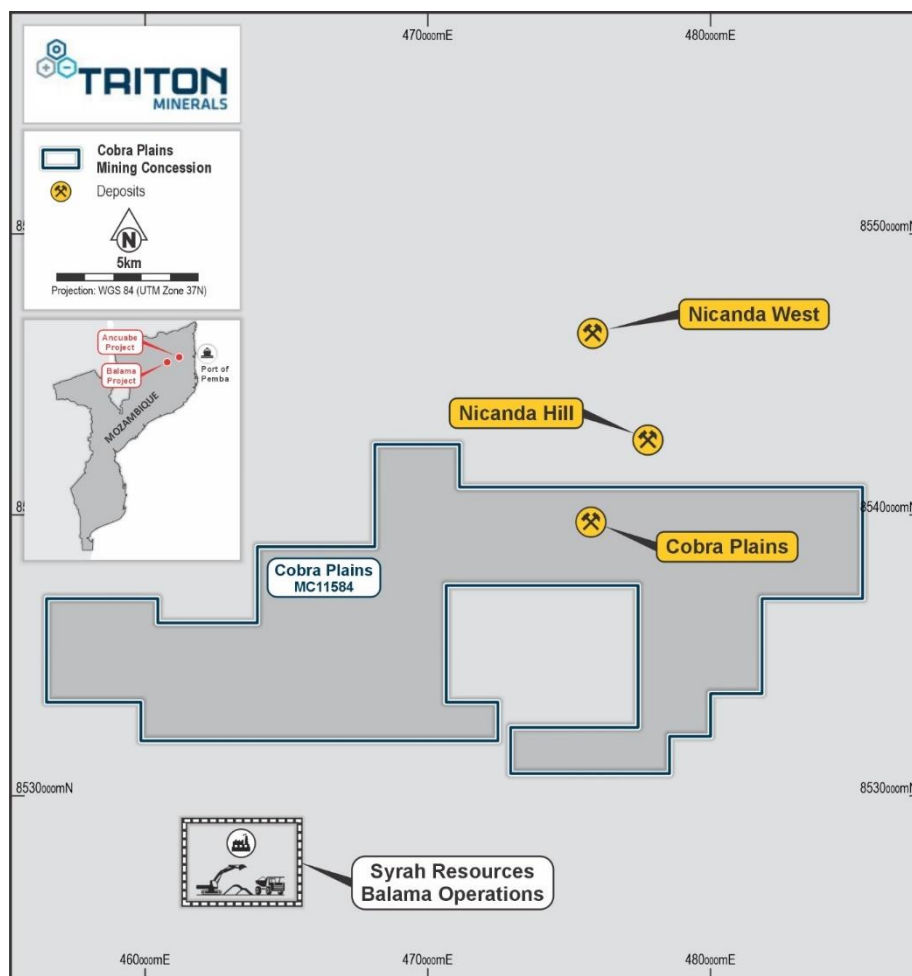 470000mE
480000mE
TRITON
MINERALS
Cobra Plains
Mining Concession
Deposits
N
5km
Projection: WGS 84 (UTM Zone 37N)
8550000mN
Ancuabe
Project
Balama
Project
Port of
Pemba
MOZAMBIQUE
Nicanda West
Nicanda Hill
8540000mN
Cobra Plains
Cobra Plains
MC11584
8530000mN
8530000mN
Syrah Resources
Balama Operations
460000mE
470000mE
480000mE